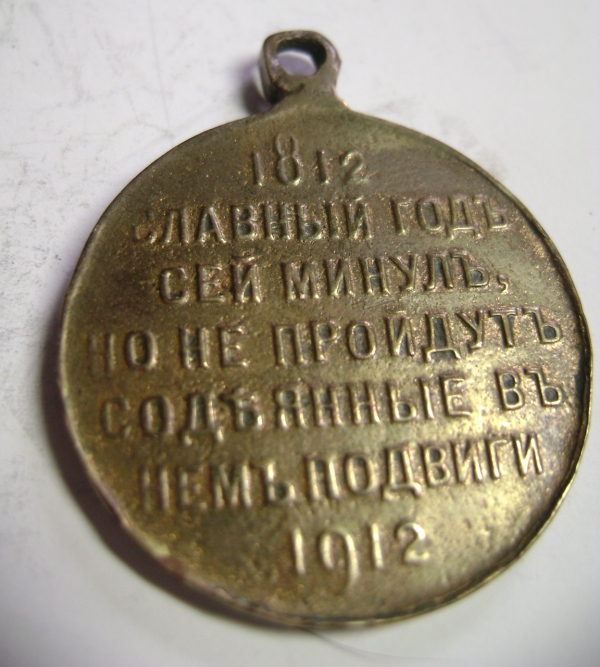 1812
СЛАВНЫЙ ГОДЪ
СЕЙ МИНУЛЪ,
НО НЕ ПРОЙДУТЪ
СОДѢЯННЫЕ ВЪ
НЕМЪ ПОДВИГИ
1912